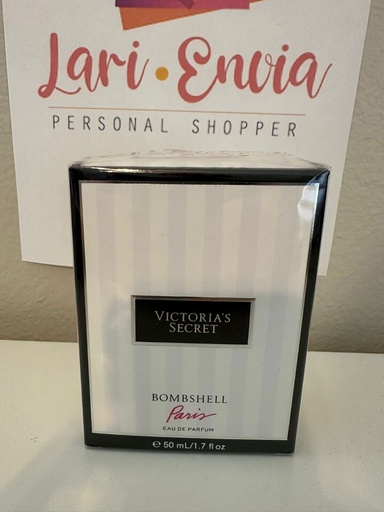 Lari • Envia
PERSONAL SHOPPER
VICTORIA'S
SECRET
BOMBSHELL
Paris
EAU DE PARFUM
℮ 50 mL/1.7 fl oz